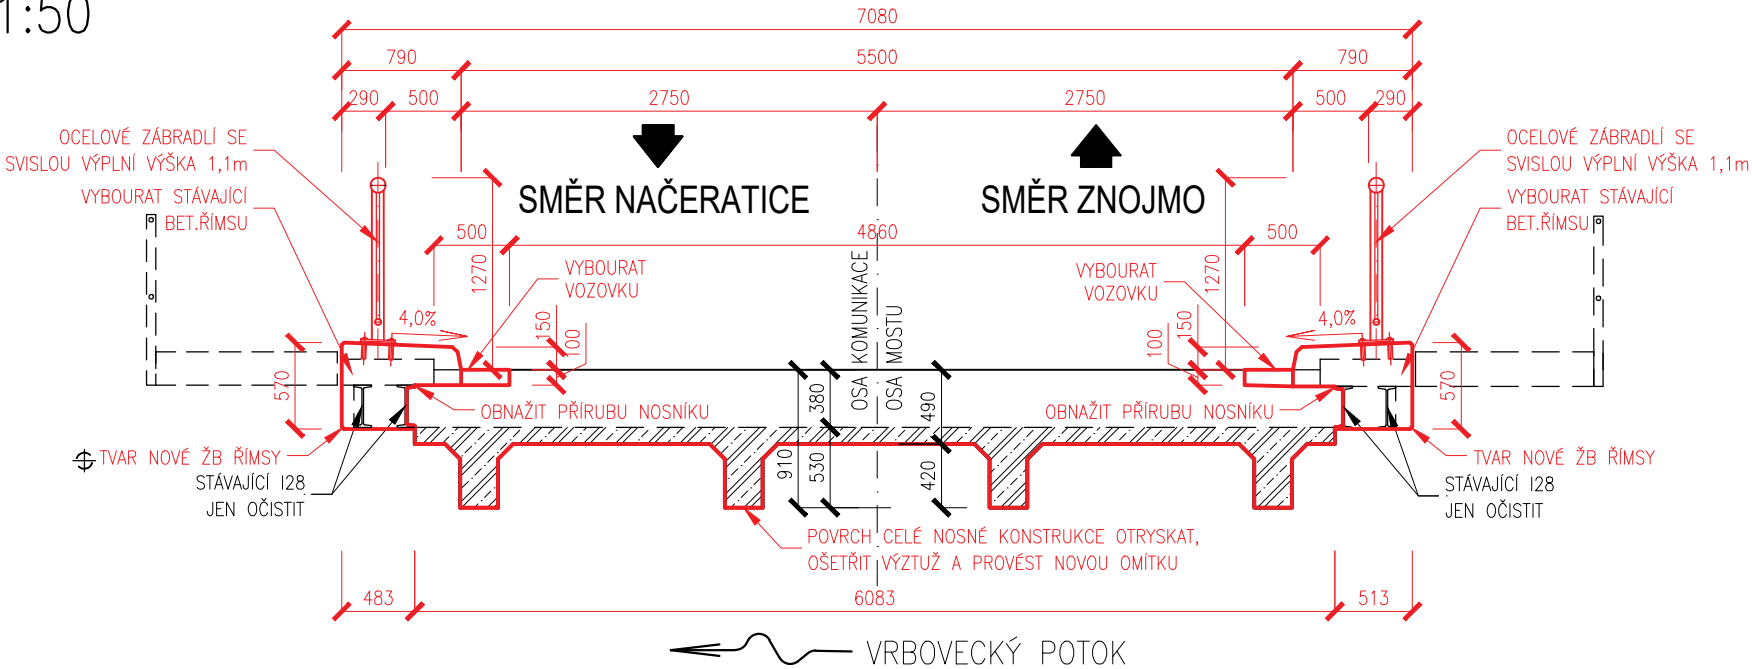 1:50
7080
790
5500
790
290
500
2750
2750
500
290
OCELOVÉ ZÁBRADLÍ SE
SVISLOU VÝPLNÍ VÝŠKA 1,1m
VYBOURAT STÁVAJÍCÍ
BET.ŘÍMSU
OCELOVÉ ZÁBRADLÍ SE
SVISLOU VÝPLNÍ VÝŠKA 1,1m
VYBOURAT STÁVAJÍCÍ
BET.ŘÍMSU
SMĚR NAČERATICE
SMĚR ZNOJMO
500
4860
500
1270
1270
VYBOURAT
VOZOVKU
VYBOURAT
VOZOVKU
OSA KOMUNIKACE
OSA MOSTU
4,0%
4,0%
150
100
100
150
570
570
OBNAŽIT PŘÍRUBU NOSNÍKU
OBNAŽIT PŘÍRUBU NOSNÍKU
380
490
910
530
420
TVAR NOVÉ ŽB ŘÍMSY
STÁVAJÍCÍ I28
JEN OČISTIT
TVAR NOVÉ ŽB ŘÍMSY
STÁVAJÍCÍ I28
JEN OČISTIT
POVRCH CELÉ NOSNÉ KONSTRUKCE OTRYSKAT,
OŠETŘIT VÝZTUŽ A PROVÉST NOVOU OMÍTKU
483
6083
513
VRBOVECKÝ POTOK